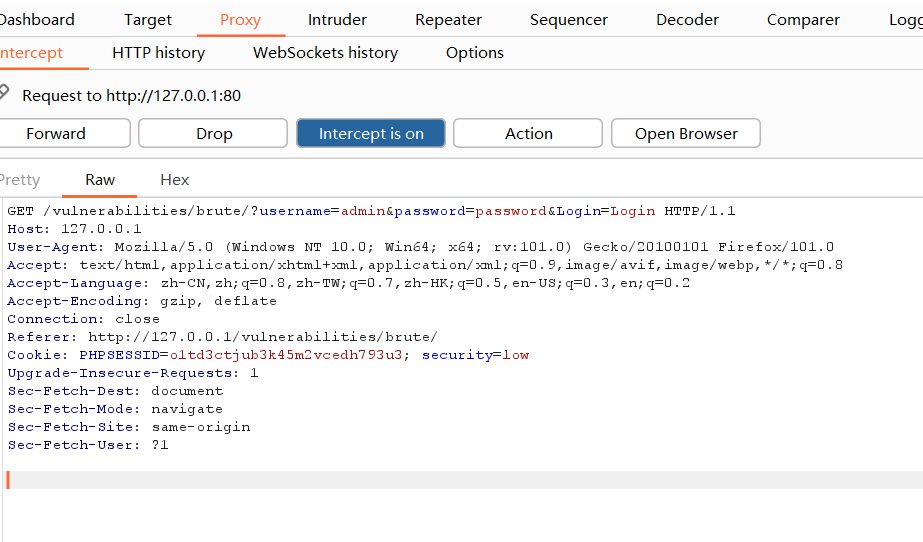 Dashboard Target Proxy Intruder Repeater Sequencer Decoder Comparer
Intercept HTTP history WebSockets history Options
Request to http://127.0.0.1:80
Forward Drop Intercept is on Action Open Browser
Pretty Raw Hex
GET /vulnerabilities/brute/?username=admin&password=password&Login=Login HTTP/1.1
Host: 127.0.0.1
User-Agent: Mozilla/5.0 (Windows NT 10.0; Win64; x64; rv:101.0) Gecko/20100101 Firefox/101.0
Accept: text/html,application/xhtml+xml,application/xml;q=0.9,image/avif,image/webp,*/*;q=0.8
Accept-Language: zh-CN,zh;q=0.8,zh-TW;q=0.7,zh-HK;q=0.5,en-US;q=0.3,en;q=0.2
Accept-Encoding: gzip, deflate
Connection: close
Referer: http://127.0.0.1/vulnerabilities/brute/
Cookie: PHPSESSID=o1td3ctjub3k45m2vcedh793u3; security=low
Upgrade-Insecure-Requests: 1
Sec-Fetch-Dest: document
Sec-Fetch-Mode: navigate
Sec-Fetch-Site: same-origin
Sec-Fetch-User: ?1